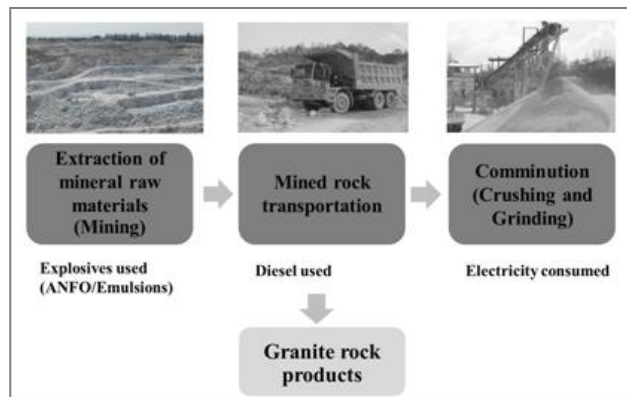 Extraction of
mineral raw
materials
(Mining)
Mined rock
transportation
Comminution
(Crushing and
Grinding)
Explosives used
(ANFO/Emulsions)
Diesel used
Electricity consumed
Granite rock
products